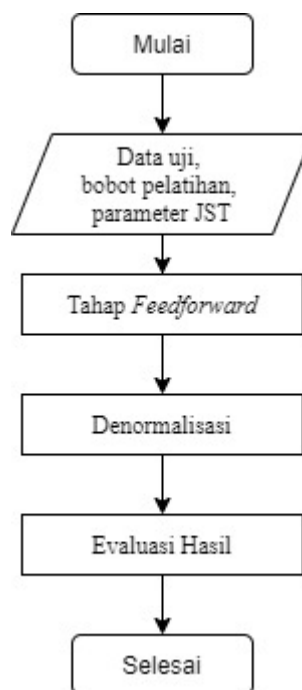 Mulai
Data uji,
bobot pelatihan,
parameter JST
Tahap Feedforward
Denormalisasi
Evaluasi Hasil
Selesai